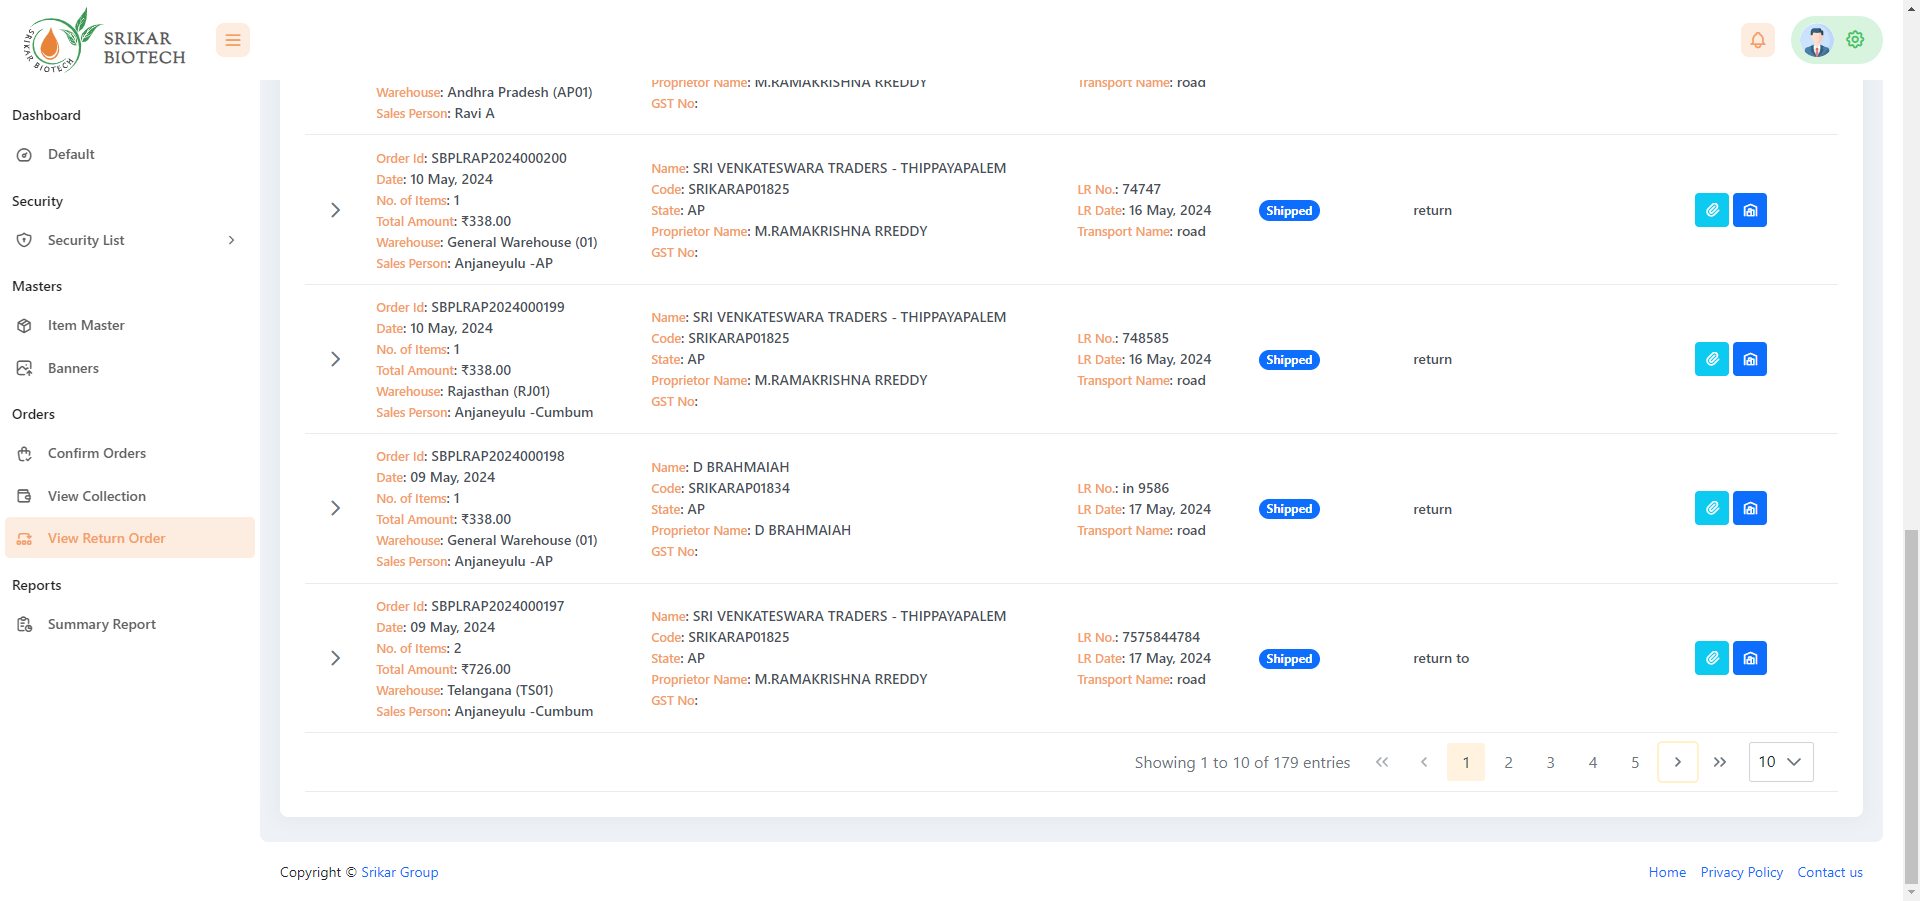 SRIKAR BIOTECH
SRIKAR
BIOTECH
Dashboard
Default
Security
Security List
Masters
Item Master
Banners
Orders
Confirm Orders
View Collection
View Return Order
Reports
Summary Report
Warehouse: Andhra Pradesh (AP01)
Sales Person: Ravi A
Proprietor Name: M.RAMAKRISHNA RREDDY
GST No:
Transport Name: road
Order Id: SBPLRAP2024000200
Date: 10 May, 2024
No. of Items: 1
Total Amount: ₹338.00
Warehouse: General Warehouse (01)
Sales Person: Anjaneyulu -AP
Name: SRI VENKATESWARA TRADERS - THIPPAYAPALEM
Code: SRIKARAP01825
State: AP
Proprietor Name: M.RAMAKRISHNA RREDDY
GST No:
LR No.: 74747
LR Date: 16 May, 2024
Transport Name: road
Shipped
return
Order Id: SBPLRAP2024000199
Date: 10 May, 2024
No. of Items: 1
Total Amount: ₹338.00
Warehouse: Rajasthan (RJ01)
Sales Person: Anjaneyulu -Cumbum
Name: SRI VENKATESWARA TRADERS - THIPPAYAPALEM
Code: SRIKARAP01825
State: AP
Proprietor Name: M.RAMAKRISHNA RREDDY
GST No:
LR No.: 748585
LR Date: 16 May, 2024
Transport Name: road
Shipped
return
Order Id: SBPLRAP2024000198
Date: 09 May, 2024
No. of Items: 1
Total Amount: ₹338.00
Warehouse: General Warehouse (01)
Sales Person: Anjaneyulu -AP
Name: D BRAHMAIAH
Code: SRIKARAP01834
State: AP
Proprietor Name: D BRAHMAIAH
GST No:
LR No.: in 9586
LR Date: 17 May, 2024
Transport Name: road
Shipped
return
Order Id: SBPLRAP2024000197
Date: 09 May, 2024
No. of Items: 2
Total Amount: ₹726.00
Warehouse: Telangana (TS01)
Sales Person: Anjaneyulu -Cumbum
Name: SRI VENKATESWARA TRADERS - THIPPAYAPALEM
Code: SRIKARAP01825
State: AP
Proprietor Name: M.RAMAKRISHNA RREDDY
GST No:
LR No.: 7575844784
LR Date: 17 May, 2024
Transport Name: road
Shipped
return to
Showing 1 to 10 of 179 entries 1 2 3 4 5 10
Copyright © Srikar Group
Home Privacy Policy Contact us